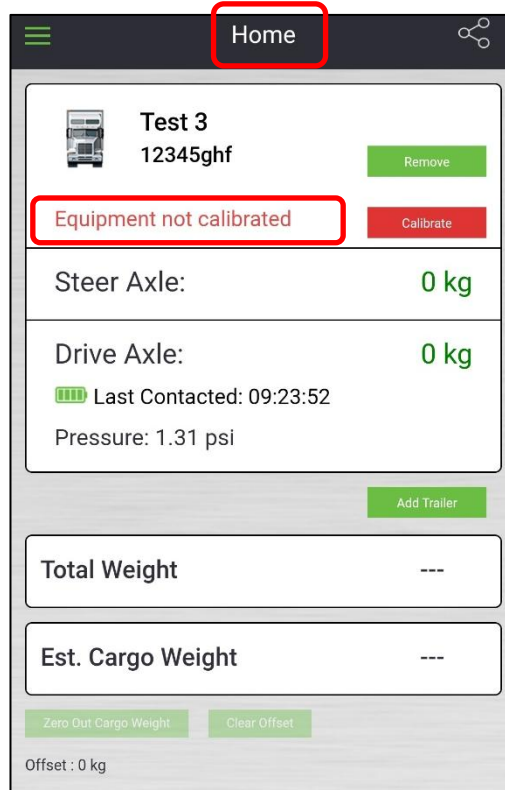 Home
Test 3
12345ghf
Remove
Equipment not calibrated
Calibrate
Steer Axle: 0 kg
Drive Axle: 0 kg
Last Contacted: 09:23:52
Pressure: 1.31 psi
Add Trailer
Total Weight ---
Est. Cargo Weight ---
Zero Out Cargo Weight Clear Offset
Offset : 0 kg